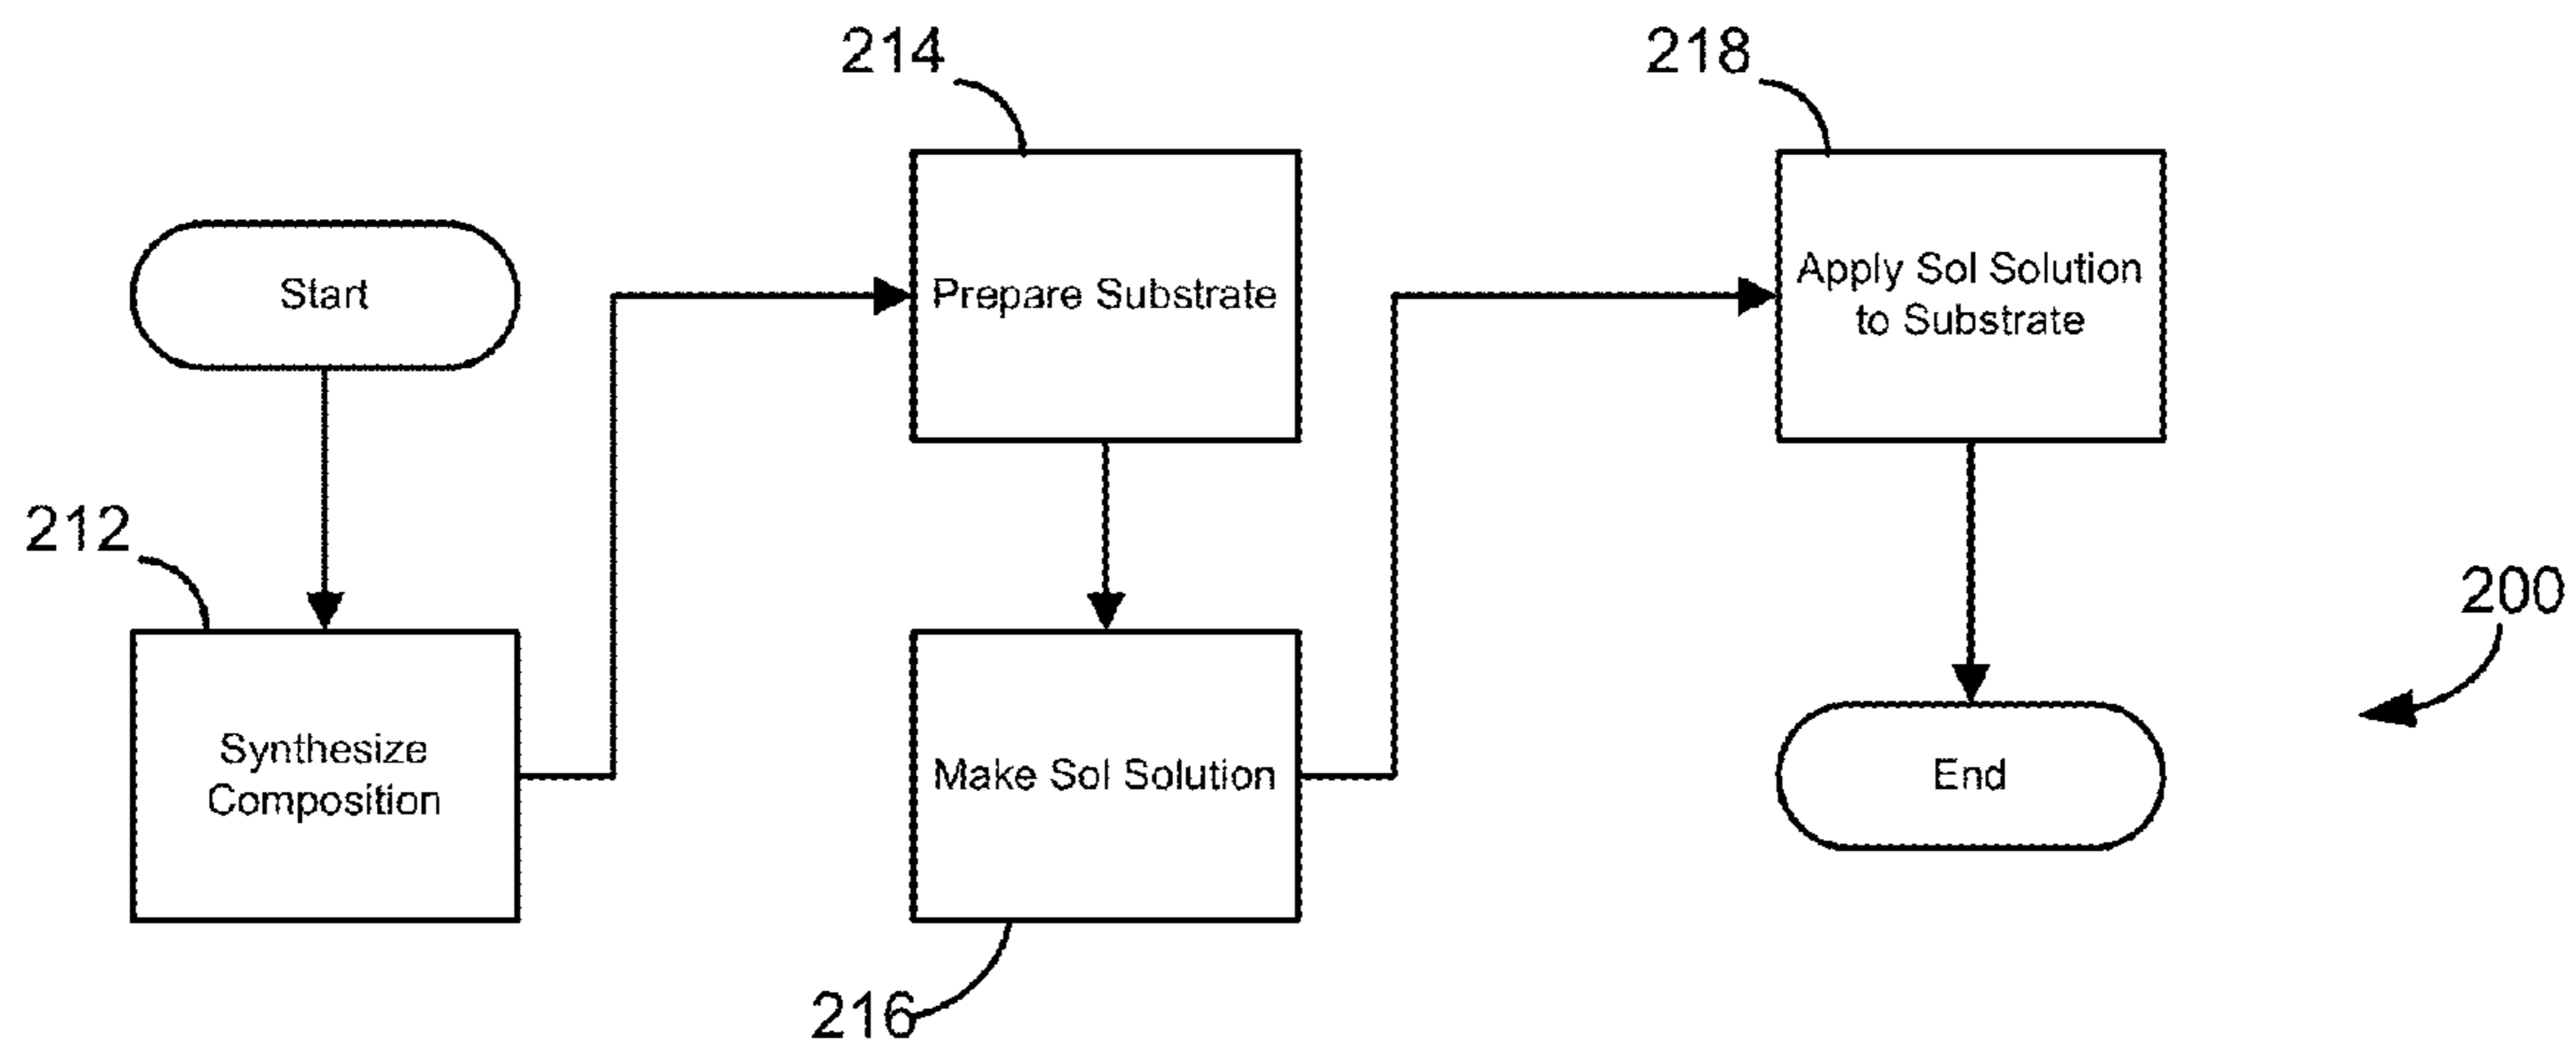 214
218
Start
Prepare Substrate
Apply Sol Solution
to Substrate
212
200
Synthesize
Composition
Make Sol Solution
End
216